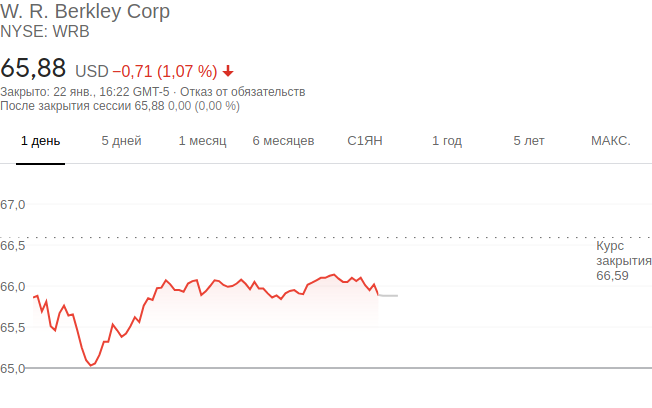 W. R. Berkley Corp
NYSE: WRB
65,88 USD −0,71 (1,07 %)
Закрыто: 22 янв., 16:22 GMT-5 · Отказ от обязательств
После закрытия сессии 65,88 0,00 (0,00 %)
1 день 5 дней 1 месяц 6 месяцев С1ЯН 1 год 5 лет МАКС.
67,0
66,5
Курс
закрытия
66,59
66,0
65,5
65,0